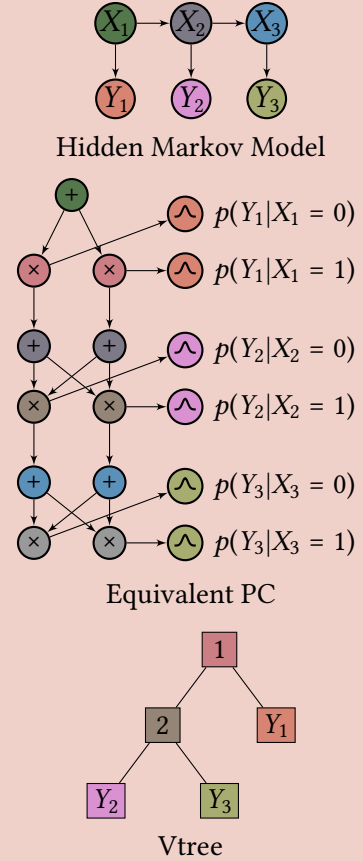 X₁ X₂ X₃
Y₁ Y₂ Y₃
Hidden Markov Model
+
p(Y₁|X₁ = 0)
× × p(Y₁|X₁ = 1)
+ + p(Y₂|X₂ = 0)
× × p(Y₂|X₂ = 1)
+ + p(Y₃|X₃ = 0)
× × p(Y₃|X₃ = 1)
Equivalent PC
1
2 Y₁
Y₂ Y₃
Vtree